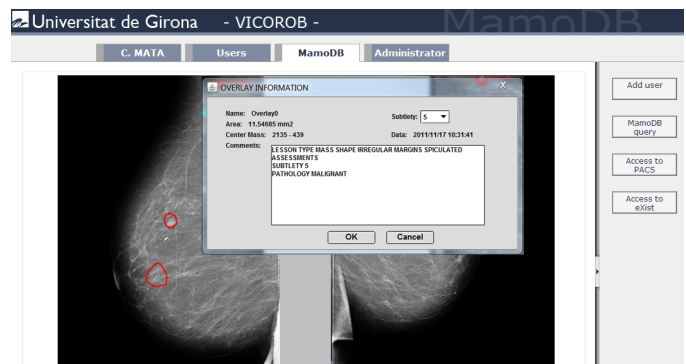 Universitat de Girona - VICOROB -
MamoDB
C. MATA Users MamoDB Administrator
OVERLAY INFORMATION X
Name: Overlay0
Subtlety: 5
Area: 11.54685 mm2
Center Mass: 2135 - 439
Data: 2011/11/17 10:31:41
Comments:
LESSON TYPE MASS SHAPE IRREGULAR MARGINS SPICULATED
ASSESSMENTS
SUBTLETY 5
PATHOLOGY MALIGNANT
OK Cancel
Add user
MamoDB
query
Access to
PACS
Access to
eXist